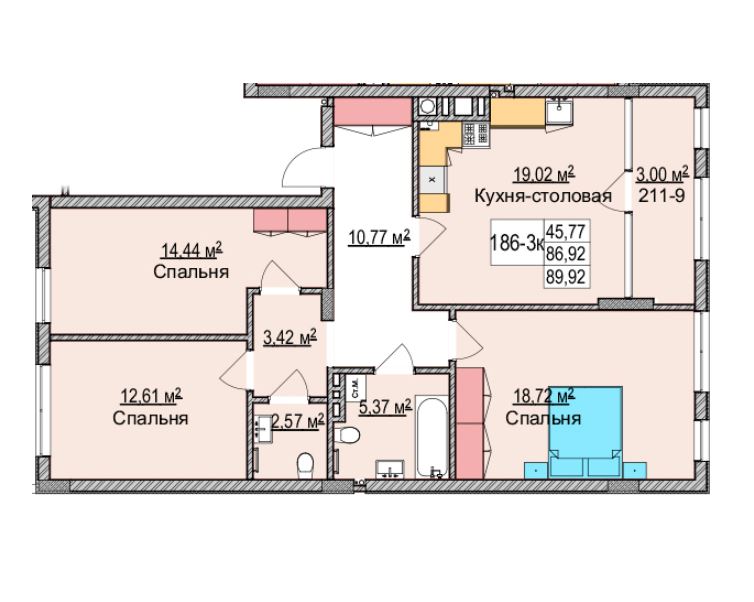 19.02 м2
Кухня-столовая
3.00 м2
211-9
186-3к
45.77
86.92
89.92
10.77 м2
14.44 м2
Спальня
3.42 м2
12.61 м2
Спальня
2.57 м2
Ст.М.
5.37 м2
18.72 м2
Спальня
х